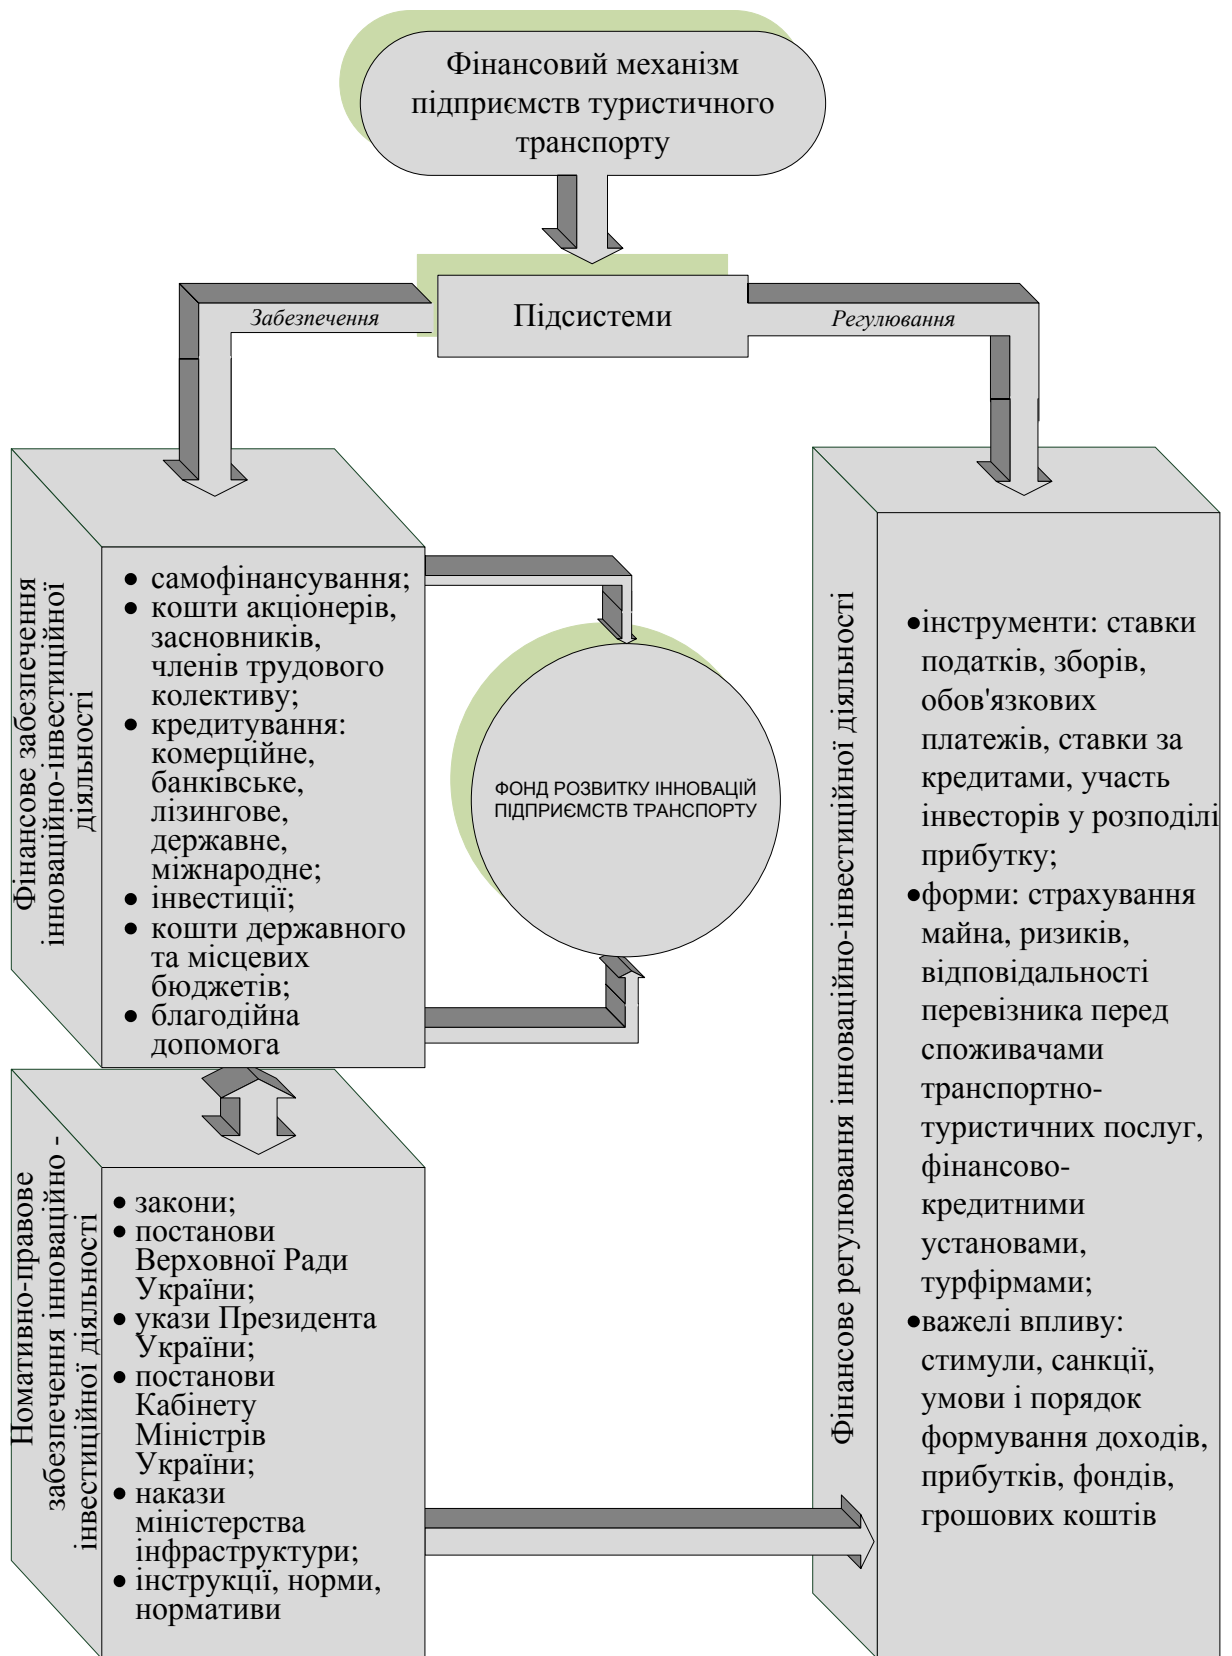 Фінансовий механізм
підприємств туристичного
транспорту
Забезпечення
Підсистеми
Регулювання
Фінансове забезпечення
інноваційно-інвестиційної
діяльності
• самофінансування;
• кошти акціонерів,
засновників,
членів трудового
колективу;
• кредитування:
комерційне,
банківське,
лізингове,
державне,
міжнародне;
• інвестиції;
• кошти державного
та місцевих
бюджетів;
• благодійна
допомога
ФОНД РОЗВИТКУ ІННОВАЦІЙ
ПІДПРИЄМСТВ ТРАНСПОРТУ
Номативно-правове
забезпечення інноваційно -
інвестиційної діяльності
• закони;
• постанови
Верховної Ради
України;
• укази Президента
України;
• постанови
Кабінету
Міністрів
України;
• накази
міністерства
інфраструктури;
• інструкції, норми,
нормативи
Фінансове регулювання інноваційно-інвестиційної діяльності
•інструменти: ставки
податків, зборів,
обов'язкових
платежів, ставки за
кредитами, участь
інвесторів у розподілі
прибутку;
•форми: страхування
майна, ризиків,
відповідальності
перевізника перед
споживачами
транспортно-
туристичних послуг,
фінансово-
кредитними
установами,
турфірмами;
•важелі впливу:
стимули, санкції,
умови і порядок
формування доходів,
прибутків, фондів,
грошових коштів